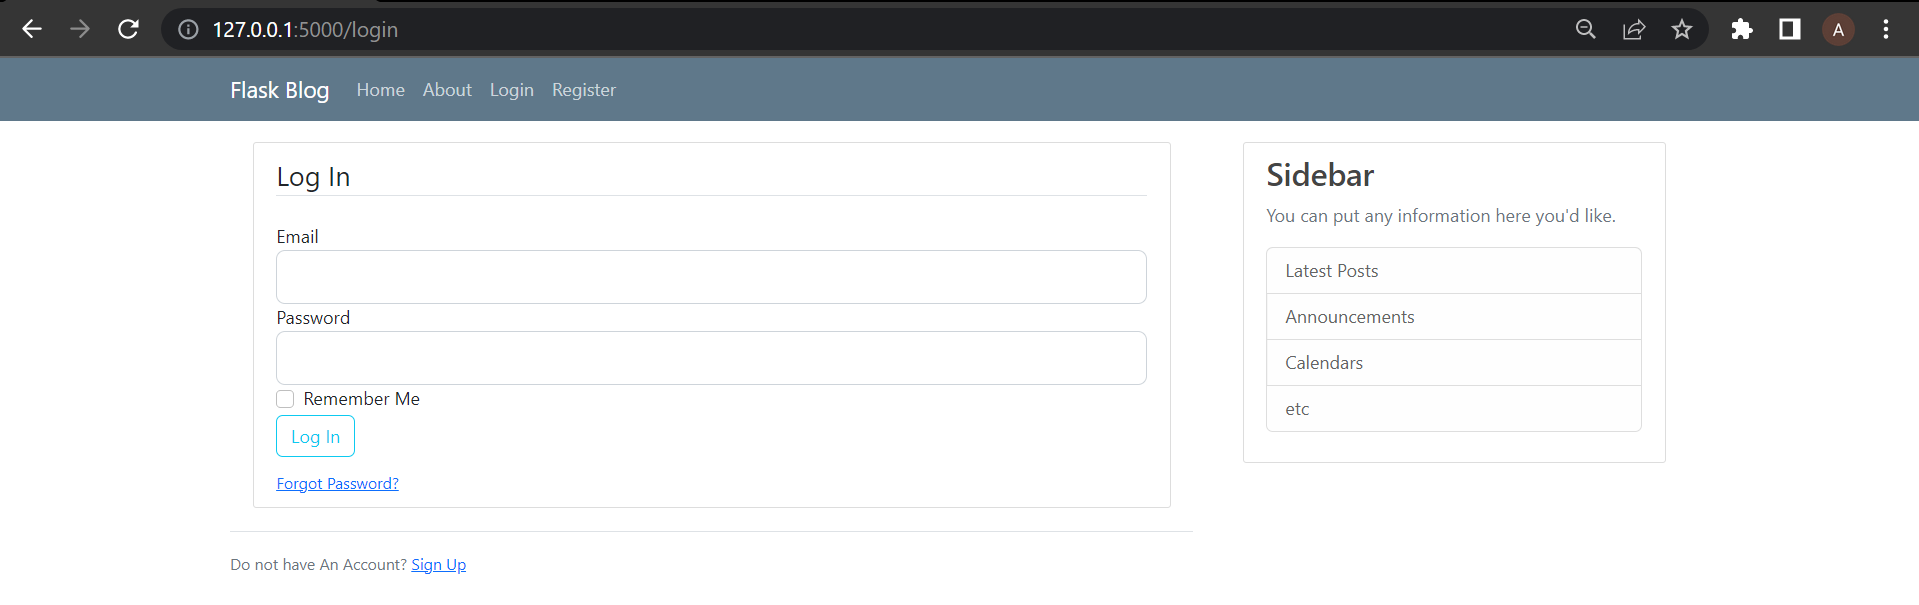 127.0.0.1:5000/login
A
Flask Blog Home About Login Register
Log In
Email
Password
Remember Me
Log In
Forgot Password?
Do not have An Account? Sign Up
Sidebar
You can put any information here you'd like.
Latest Posts
Announcements
Calendars
etc